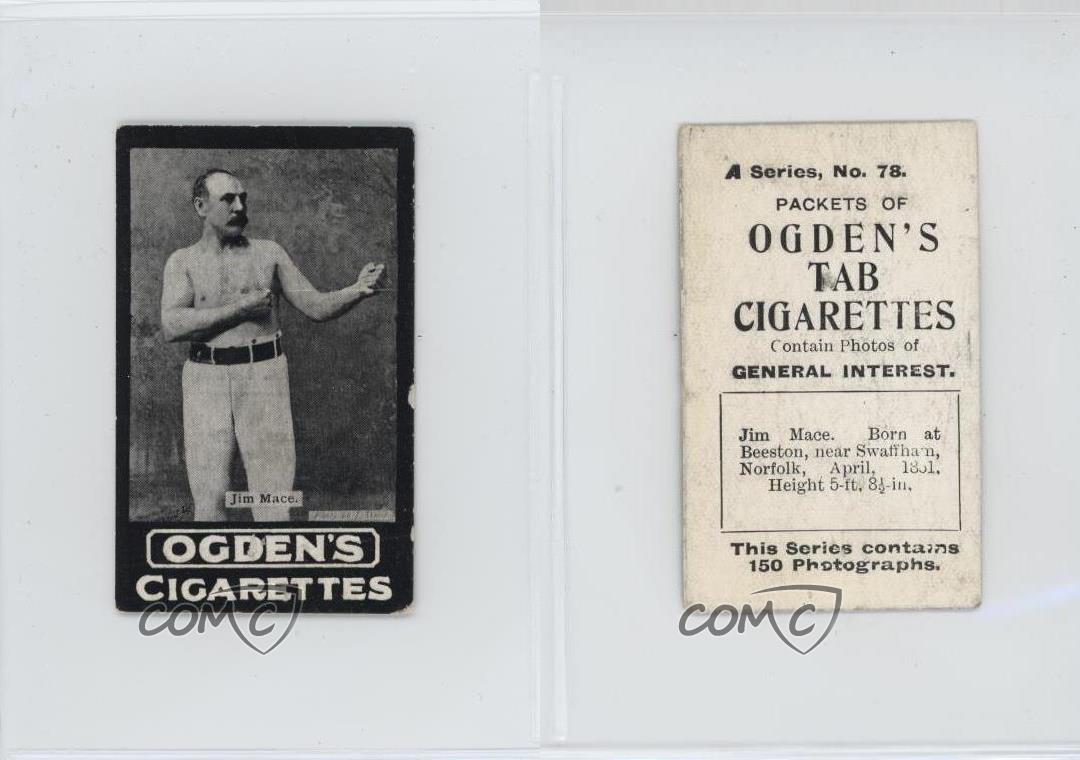 Jim Mace.
OGDEN'S
CIGARETTES
COMC
A Series, No. 78.
PACKETS OF
OGDEN'S
TAB
CIGARETTES
Contain Photos of
GENERAL INTEREST.
Jim Mace. Born at
Beeston, near Swaffham,
Norfolk, April, 1831.
Height 5-ft. 8½-in.
This Series contains
150 Photographs.
COMC